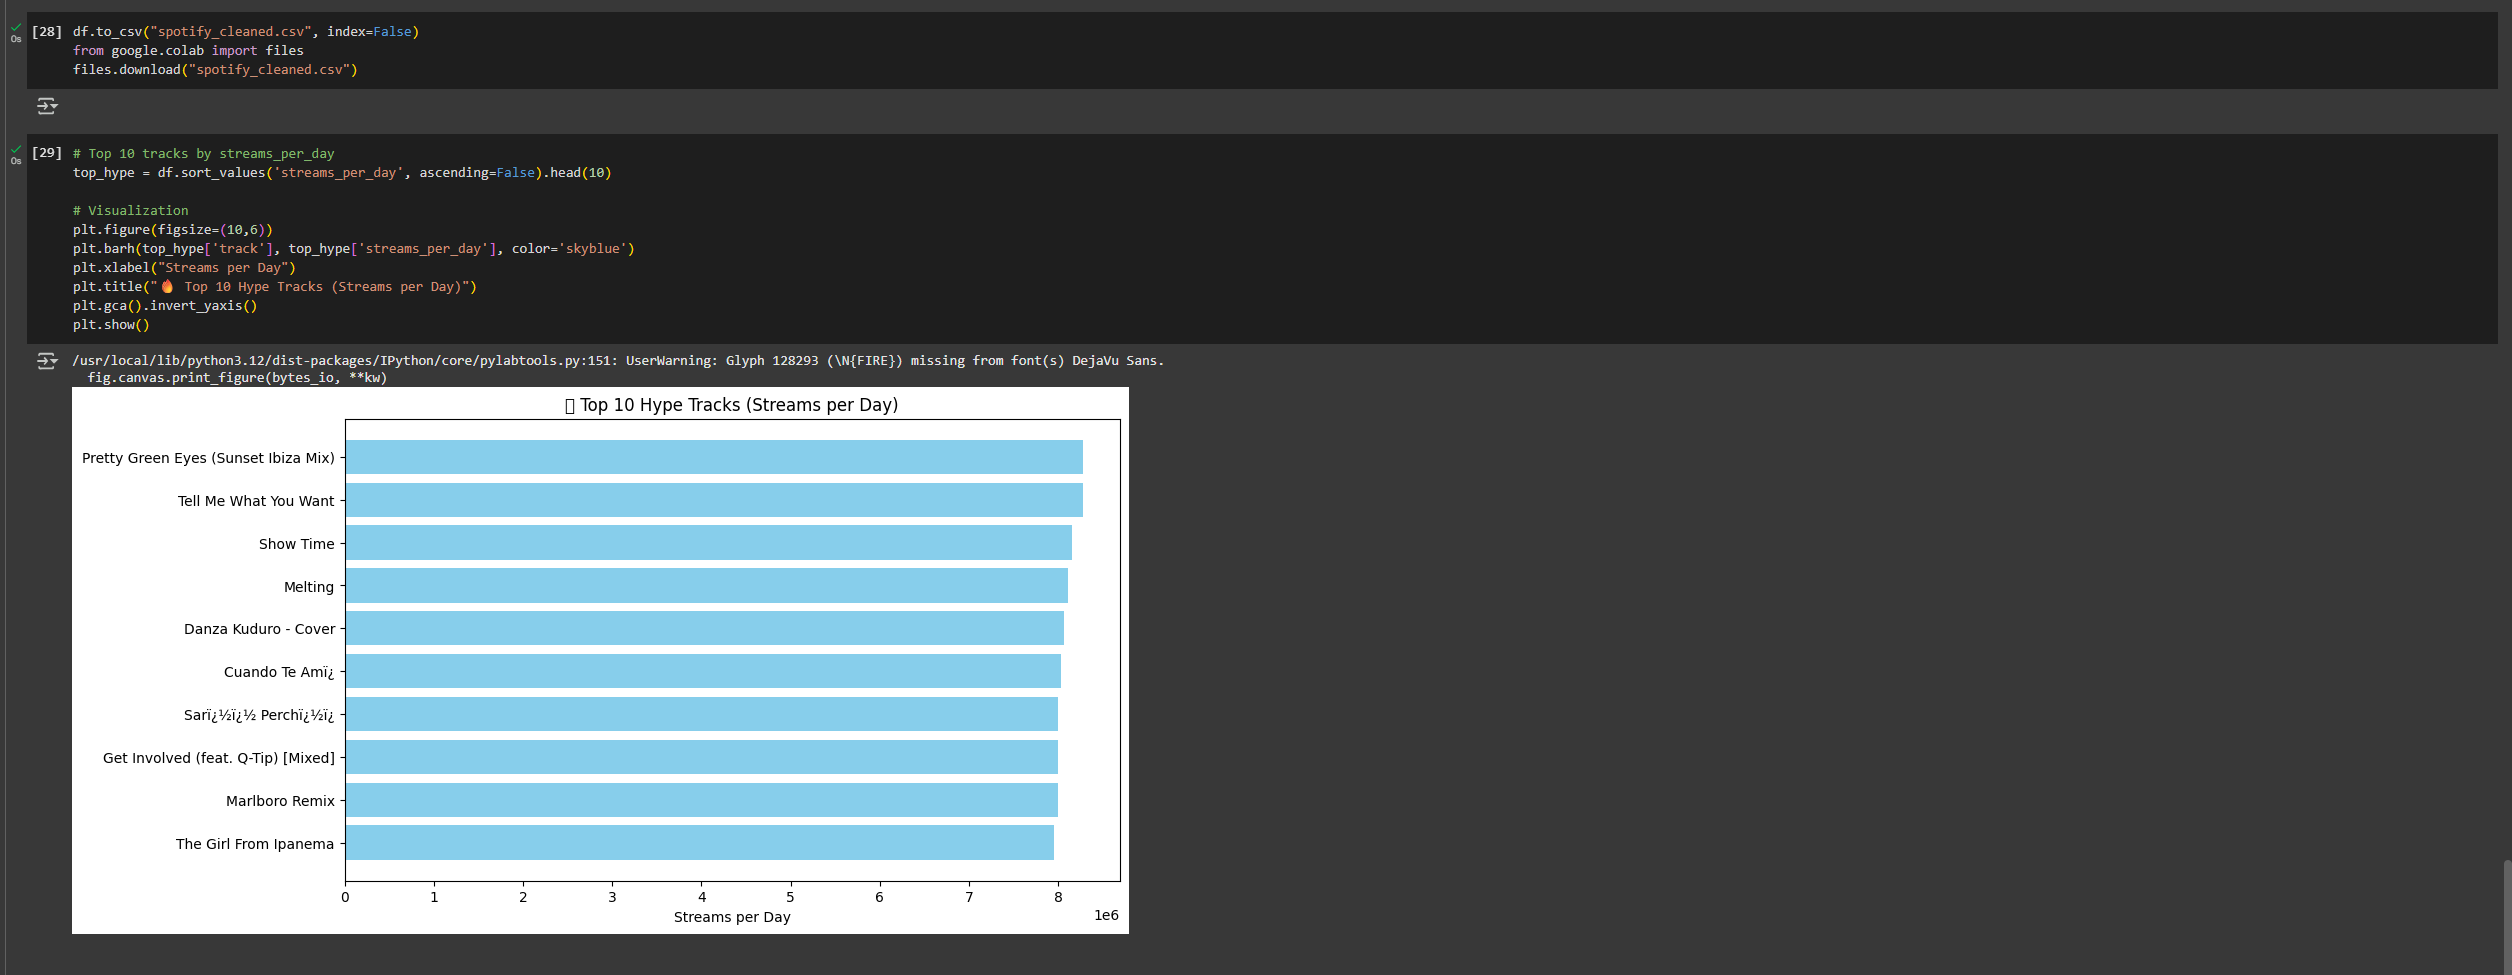 [28] df.to_csv("spotify_cleaned.csv", index=False)
from google.colab import files
files.download("spotify_cleaned.csv")
0s
[29] # Top 10 tracks by streams_per_day
top_hype = df.sort_values('streams_per_day', ascending=False).head(10)
0s
# Visualization
plt.figure(figsize=(10,6))
plt.barh(top_hype['track'], top_hype['streams_per_day'], color='skyblue')
plt.xlabel("Streams per Day")
plt.title("🔥 Top 10 Hype Tracks (Streams per Day)")
plt.gca().invert_yaxis()
plt.show()
/usr/local/lib/python3.12/dist-packages/IPython/core/pylabtools.py:151: UserWarning: Glyph 128293 (\N{FIRE}) missing from font(s) DejaVu Sans.
fig.canvas.print_figure(bytes_io, **kw)
▯ Top 10 Hype Tracks (Streams per Day)
Pretty Green Eyes (Sunset Ibiza Mix)
Tell Me What You Want
Show Time
Melting
Danza Kuduro - Cover
Cuando Te Amï¿
Sarï¿½ï¿½ Perchï¿½ï¿
Get Involved (feat. Q-Tip) [Mixed]
Marlboro Remix
The Girl From Ipanema
0 1 2 3 4 5 6 7 8
Streams per Day
1e6